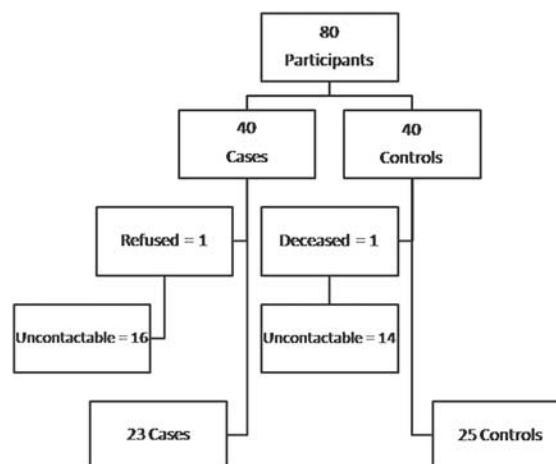 80
Participants
40
Cases
40
Controls
Refused = 1
Deceased = 1
Uncontactable = 16
Uncontactable = 14
23 Cases
25 Controls